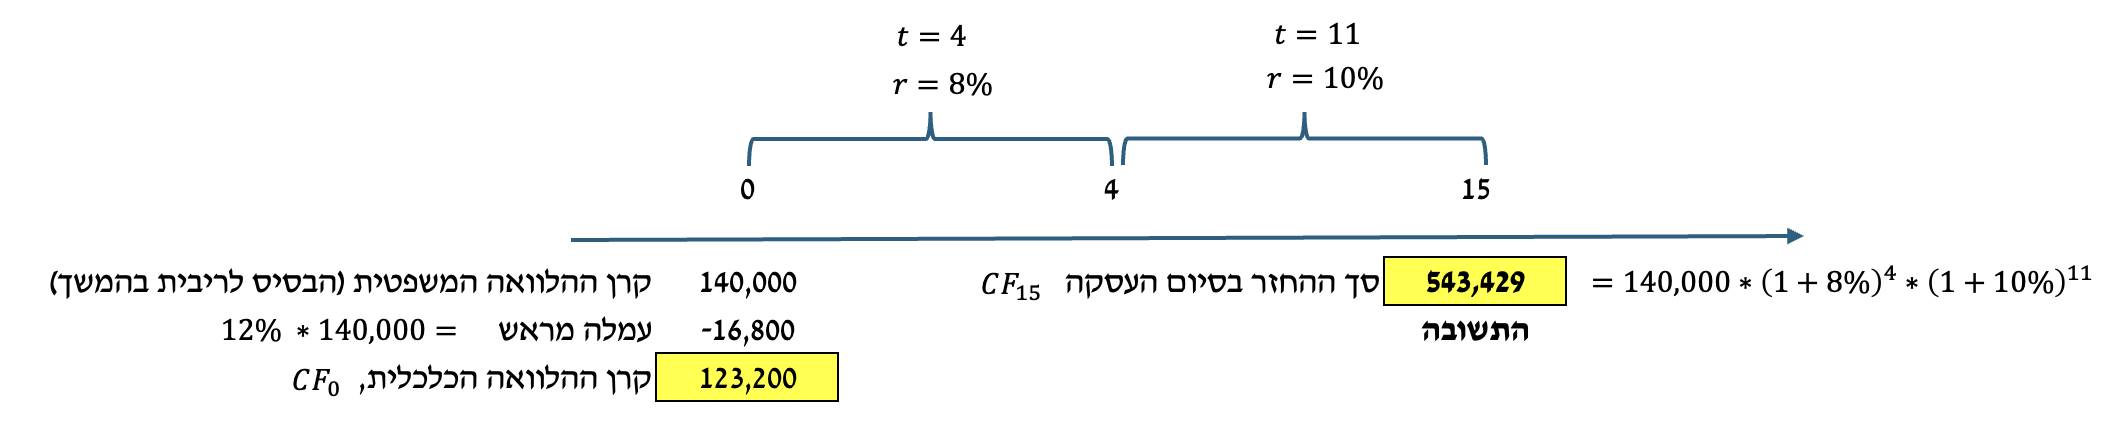 t = 4
r = 8%
t = 11
r = 10%
0 4 15
קרן ההלוואה המשפטית (הבסיס לריבית בהמשך) 140,000
עמלה מראש = 12% * 140,000 -16,800
קרן ההלוואה הכלכלית, CF₀ 123,200
סך ההחזר בסיום העסקה CF₁₅ 543,429 = 140,000 * (1 + 8%)⁴ * (1 + 10%)¹¹
התשובה